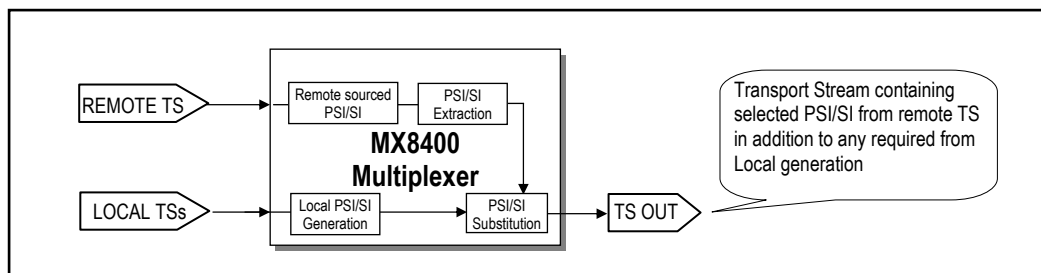 REMOTE TS
Remote sourced
PSI/SI
PSI/SI
Extraction
MX8400
Multiplexer
LOCAL TSs
Local PSI/SI
Generation
PSI/SI
Substitution
TS OUT
Transport Stream containing
selected PSI/SI from remote TS
in addition to any required from
Local generation